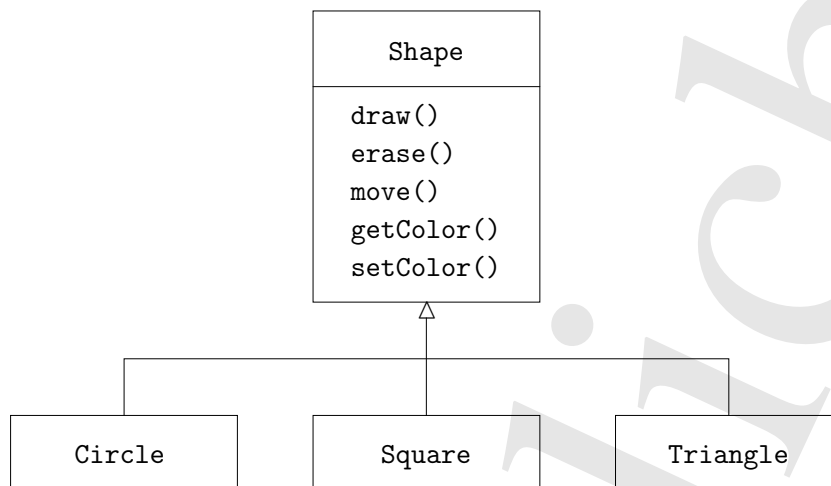 Shape
draw()
erase()
move()
getColor()
setColor()
Circle
Square
Triangle